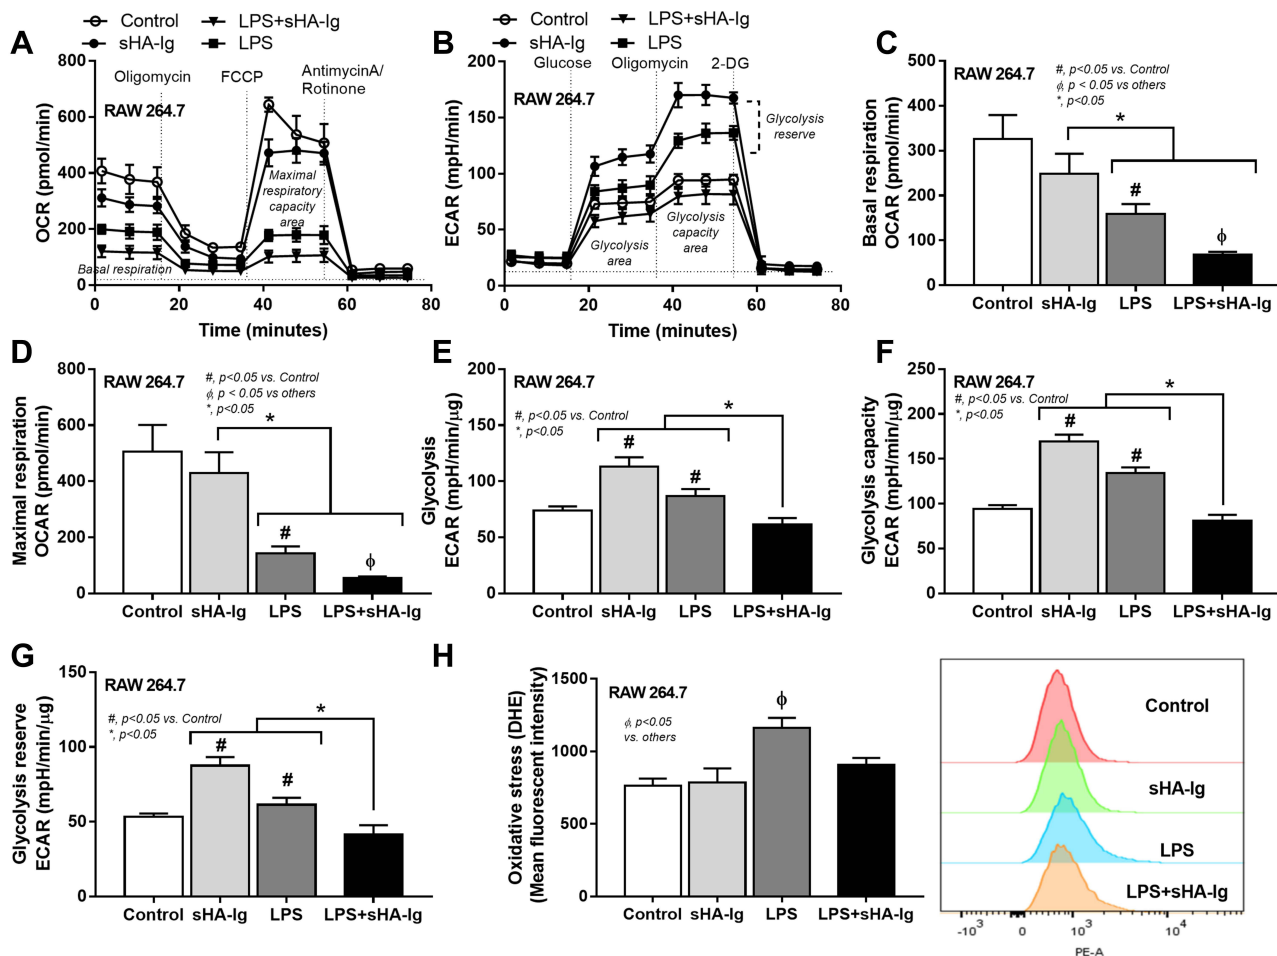 A
Control
LPS+sHA-Ig
sHA-Ig
LPS
800
600
400
200
0
OCR (pmol/min)
Oligomycin
FCCP
AntimycinA/
Rotinone
RAW 264.7
Maximal
respiratory
capacity
area
Basal respiration
0
20
40
60
80
Time (minutes)
B
Control
LPS+sHA-Ig
sHA-Ig
LPS
200
150
100
50
0
ECAR (mpH/min)
Glucose
Oligomycin
2-DG
RAW 264.7
Glycolysis
reserve
Glycolysis
area
Glycolysis
capacity
area
0
20
40
60
80
Time (minutes)
C
500
400
300
200
100
0
Basal respiration
OCAR (pmol/min)
RAW 264.7
#, p<0.05 vs. Control
ϕ, p < 0.05 vs others
*, p<0.05
*
#
ϕ
Control
sHA-Ig
LPS
LPS+sHA-Ig
D
800
600
400
200
0
Maximal respiration
OCAR (pmol/min)
RAW 264.7
#, p<0.05 vs. Control
ϕ, p < 0.05 vs others
*, p<0.05
*
#
ϕ
Control
sHA-Ig
LPS
LPS+sHA-Ig
E
200
150
100
50
0
Glycolysis
ECAR (mpH/min/µg)
RAW 264.7
#, p<0.05 vs. Control
*, p<0.05
*
#
#
Control
sHA-Ig
LPS
LPS+sHA-Ig
F
250
200
150
100
50
0
Glycolysis capacity
ECAR (mpH/min/µg)
RAW 264.7
#, p<0.05 vs. Control
*, p<0.05
*
#
#
Control
sHA-Ig
LPS
LPS+sHA-Ig
G
150
100
50
0
Glycolysis reserve
ECAR (mpH/min/µg)
RAW 264.7
#, p<0.05 vs. Control
*, p<0.05
*
#
#
Control
sHA-Ig
LPS
LPS+sHA-Ig
H
1500
1000
500
0
Oxidative stress (DHE)
(Mean fluorescent intensity)
RAW 264.7
ϕ, p<0.05
vs. others
ϕ
Control
sHA-Ig
LPS
LPS+sHA-Ig
Control
sHA-Ig
LPS
LPS+sHA-Ig
-10³
0
10³
10⁴
PE-A